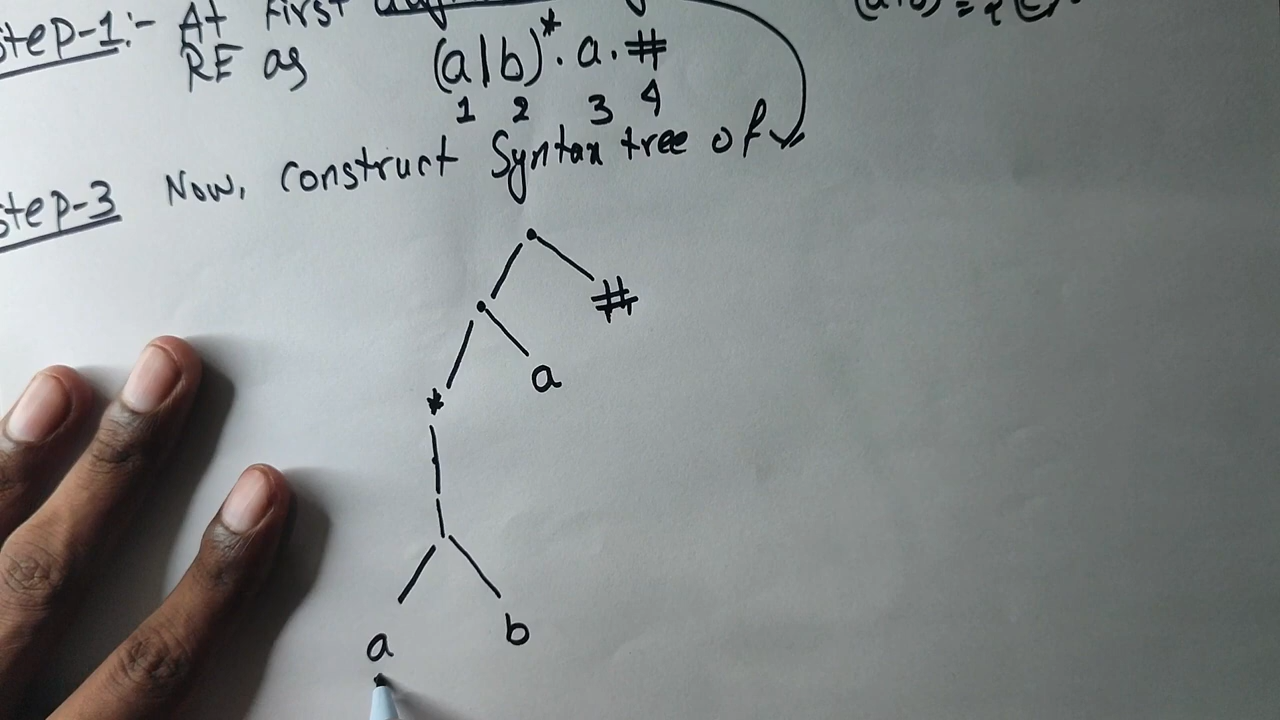 Step-1:- At First
RE as (a|b)*.a.#
1 2 3 4
Step-3 Now, Construct Syntax tree of
#
a
*
a b